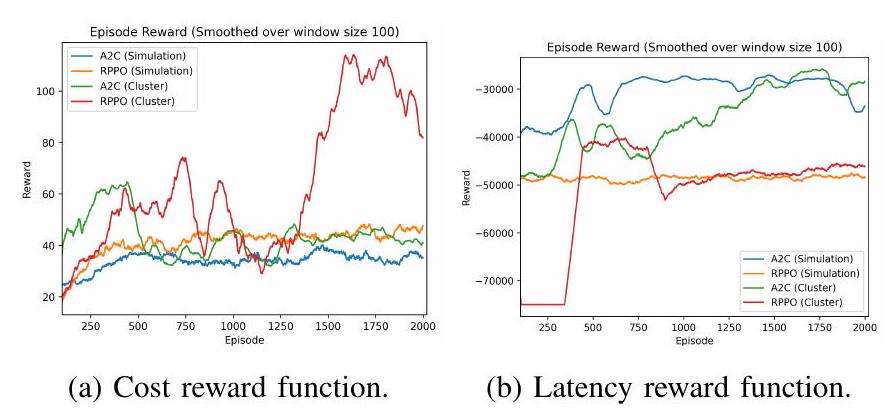 Episode Reward (Smoothed over window size 100)
A2C (Simulation)
RPPO (Simulation)
A2C (Cluster)
RPPO (Cluster)
100
80
60
40
20
Reward
250 500 750 1000 1250 1500 1750 2000
Episode
(a) Cost reward function.
Episode Reward (Smoothed over window size 100)
−30000
−40000
−50000
−60000
−70000
Reward
A2C (Simulation)
RPPO (Simulation)
A2C (Cluster)
RPPO (Cluster)
250 500 750 1000 1250 1500 1750 2000
Episode
(b) Latency reward function.